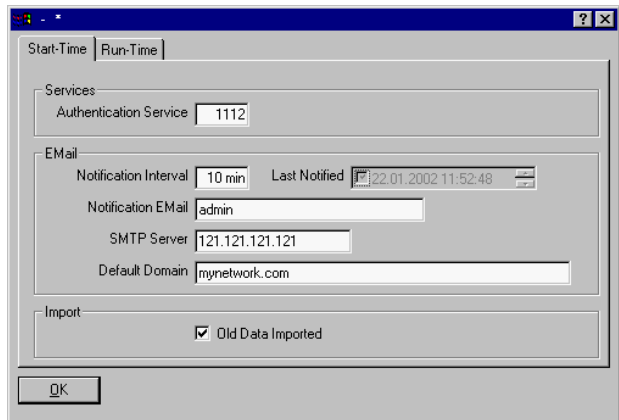 - *
Start-Time Run-Time
Services
Authentication Service 1112
EMail
Notification Interval 10 min Last Notified 22.01.2002 11:52:48
Notification EMail admin
SMTP Server 121.121.121.121
Default Domain mynetwork.com
Import
Old Data Imported
OK